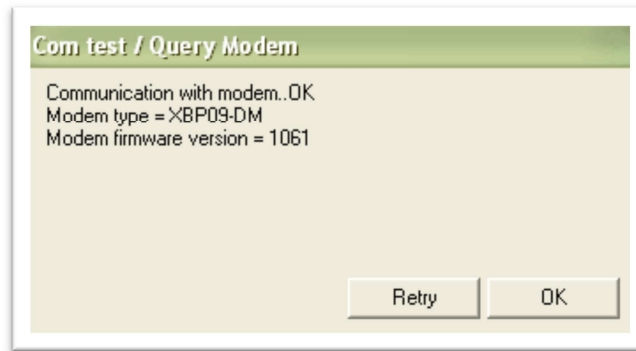 Com test / Query Modem
Communication with modem..OK
Modem type = XBP09-DM
Modem firmware version = 1061
Retry
OK